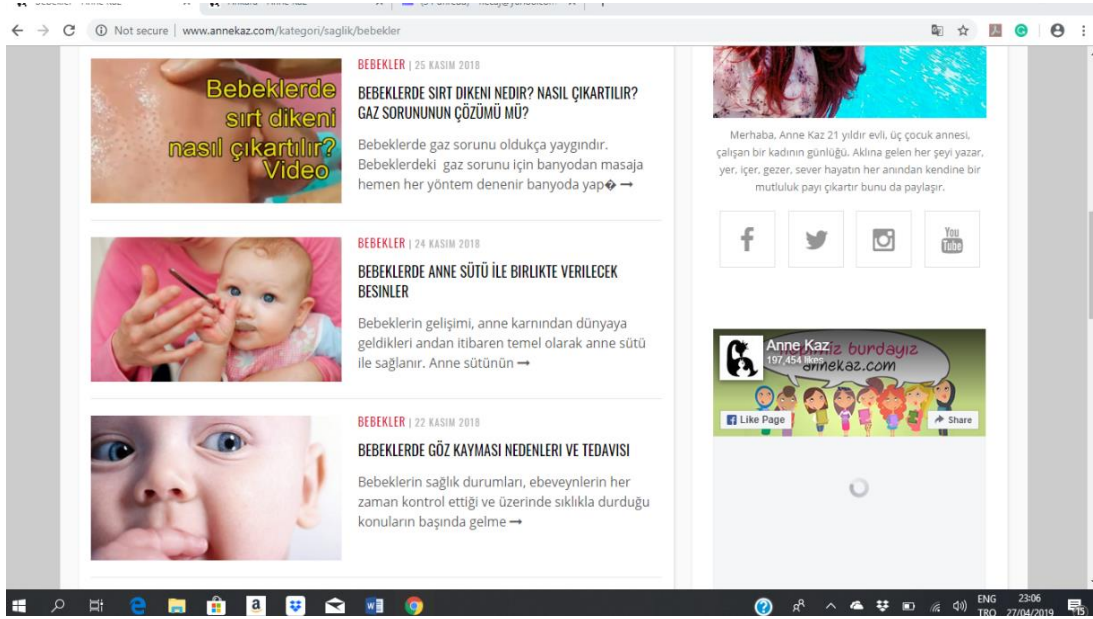 Not secure | www.annekaz.com/kategori/saglik/bebekler
Bebeklerde
sırt dikeni
nasıl çıkartılır?
Video
BEBEKLER | 25 KASIM 2018
BEBEKLERDE SIRT DIKENI NEDIR? NASIL ÇIKARTILIR?
GAZ SORUNUNUN ÇÖZÜMÜ MÜ?
Bebeklerde gaz sorunu oldukça yaygındır.
Bebeklerdeki gaz sorunu için banyodan masaja
hemen her yöntem denenir banyoda yap� →
BEBEKLER | 24 KASIM 2018
BEBEKLERDE ANNE SÜTÜ İLE BIRLIKTE VERILECEK
BESINLER
Bebeklerin gelişimi, anne karnından dünyaya
geldikleri andan itibaren temel olarak anne sütü
ile sağlanır. Anne sütünün →
BEBEKLER | 22 KASIM 2018
BEBEKLERDE GÖZ KAYMASI NEDENLERI VE TEDAVISI
Bebeklerin sağlık durumları, ebeveynlerin her
zaman kontrol ettiği ve üzerinde sıklıkla durduğu
konuların başında gelme →
Merhaba, Anne Kaz 21 yıldır evli, üç çocuk annesi,
çalışan bir kadının günlüğü. Aklına gelen her şeyi yazar,
yer, içer, gezer, sever hayatın her anından kendine bir
mutluluk payı çıkartır bunu da paylaşır.
You
Tube
Anne Kaz
197,454 likes
hepimiz burdayız
annekaz.com
Like Page
Share
ENG
TRQ
23:06
27/04/2019
15